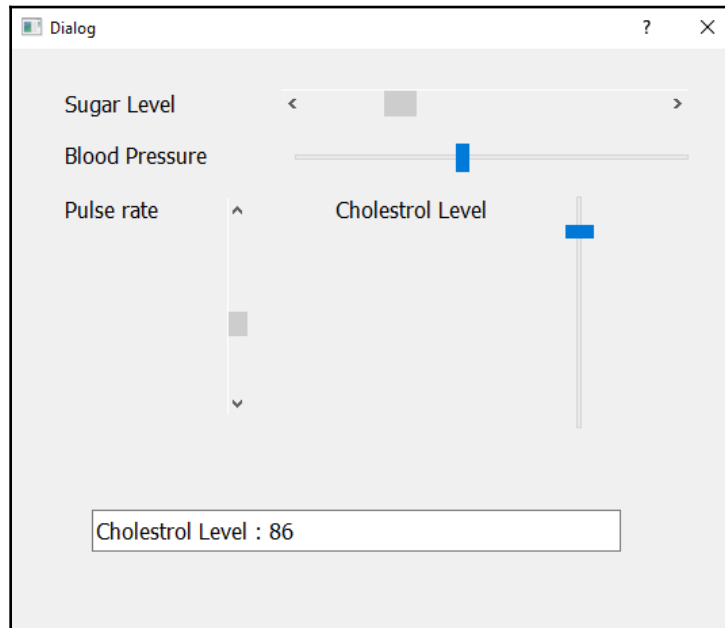 Dialog
?
Sugar Level
Blood Pressure
Pulse rate
Cholestrol Level
Cholestrol Level : 86